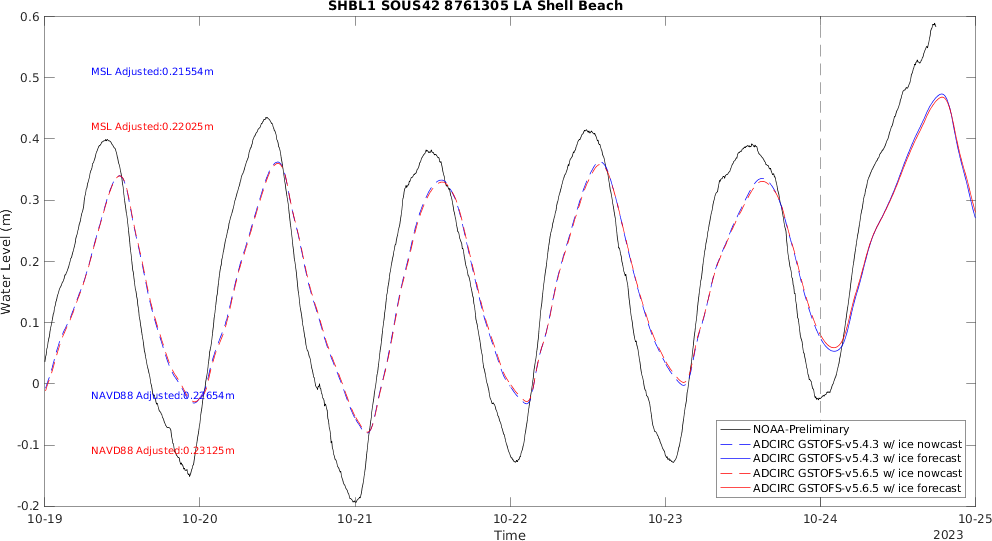 SHBL1 SOUS42 8761305 LA Shell Beach
0.6
0.5
0.4
0.3
0.2
0.1
0
-0.1
-0.2
Water Level (m)
MSL Adjusted:0.21554m
MSL Adjusted:0.22025m
NAVD88 Adjusted:0.22654m
NAVD88 Adjusted:0.23125m
NOAA-Preliminary
ADCIRC GSTOFS-v5.4.3 w/ ice nowcast
ADCIRC GSTOFS-v5.4.3 w/ ice forecast
ADCIRC GSTOFS-v5.6.5 w/ ice nowcast
ADCIRC GSTOFS-v5.6.5 w/ ice forecast
10-19 10-20 10-21 10-22 10-23 10-24 10-25
Time
2023